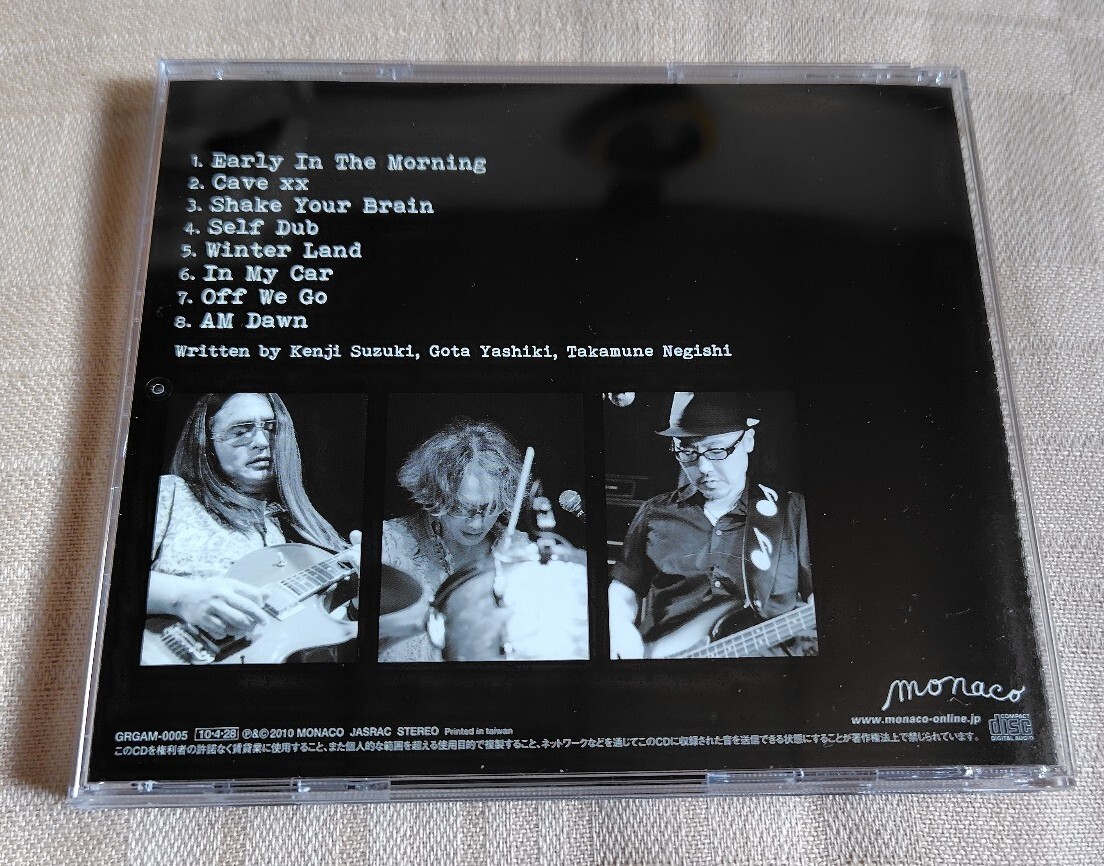 1. Early In The Morning
2. Cave xx
3. Shake Your Brain
4. Self Dub
5. Winter Land
6. In My Car
7. Off We Go
8. AM Dawn
Written by Kenji Suzuki, Gota Yashiki, Takamune Negishi
monaco
www.monaco-online.jp
COMPACT
disc
DIGITAL AUDIO
GRGAM-0005 10·4·28 ℗&©2010 MONACO JASRAC STEREO Printed in taiwan
このCDを権利者の許諾なく賃貸業に使用すること、また個人的な範囲を超える使用目的で複製すること、ネットワークなどを通じてこのCDに収録された音を送信できる状態にすることが著作権法上で禁じられています。